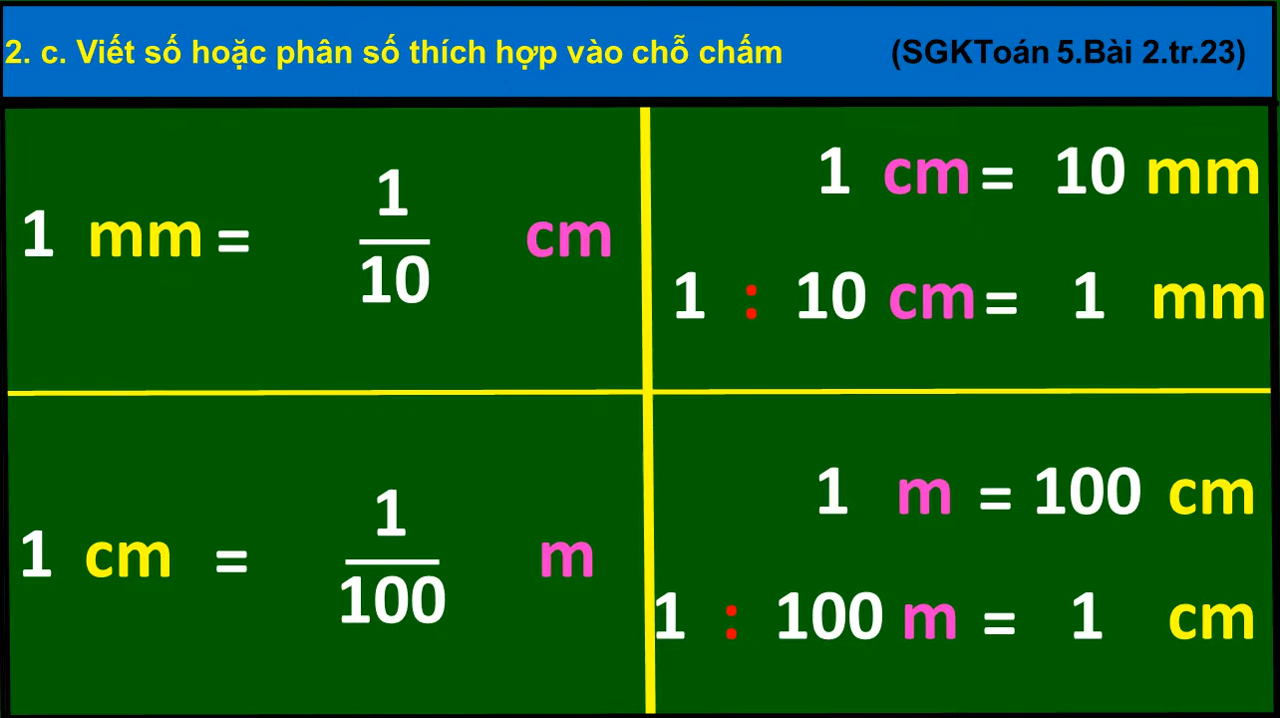 2. c. Viết số hoặc phân số thích hợp vào chỗ chấm (SGKToán 5.Bài 2.tr.23)
1 mm = 1/10 cm
1 cm = 10 mm
1 : 10 cm = 1 mm
1 cm = 1/100 m
1 m = 100 cm
1 : 100 m = 1 cm